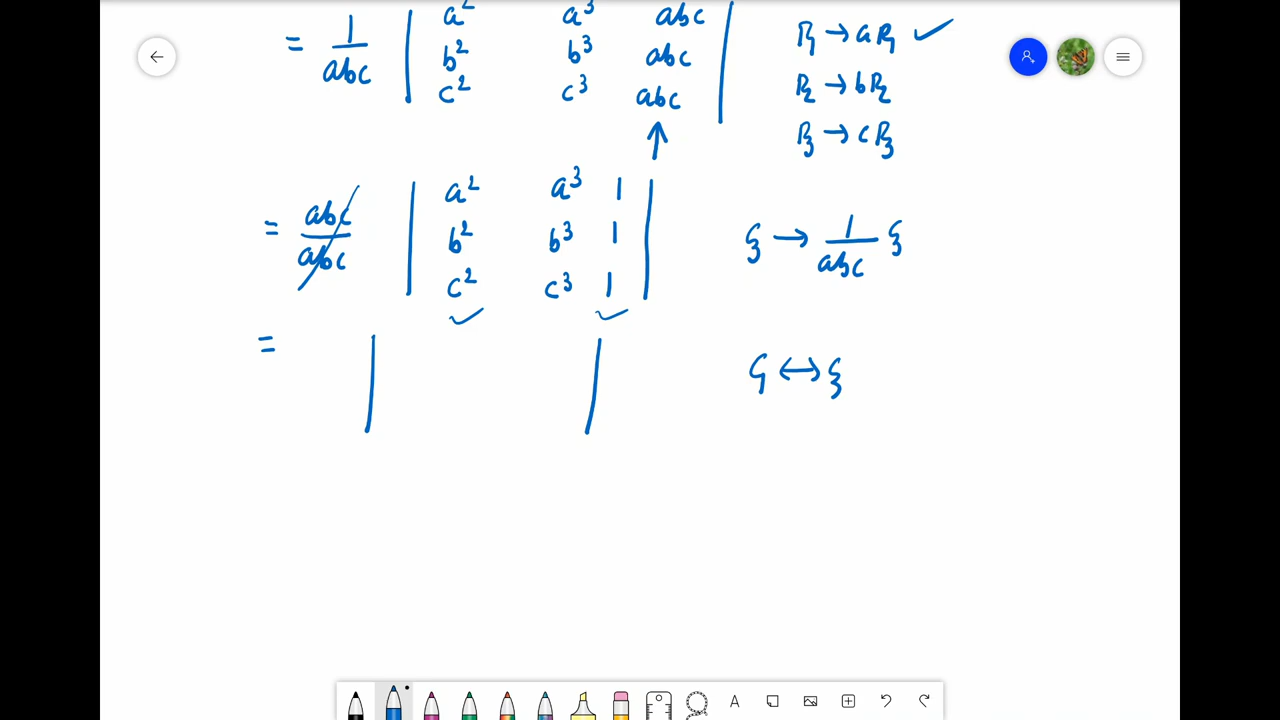 = 1/abc | a² a³ abc | R₁ → aR₁ ✓
| b² b³ abc | R₂ → bR₂
| c² c³ abc | R₃ → cR₃
↑
= abc/abc | a² a³ 1 |
| b² b³ 1 | C₃ → 1/abc C₃
| c² c³ 1 |
✓ ✓
= | | C₁ ↔ C₃
A